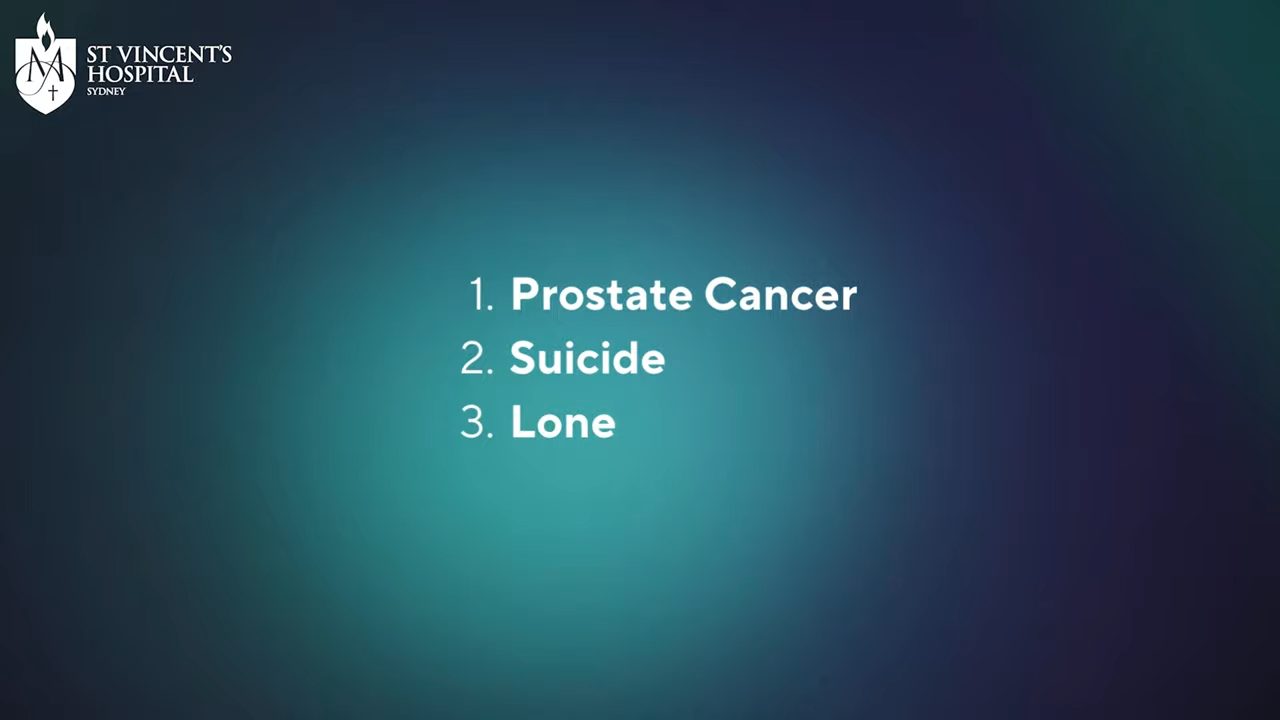 ST VINCENT'S
HOSPITAL
SYDNEY
1. Prostate Cancer
2. Suicide
3. Lone